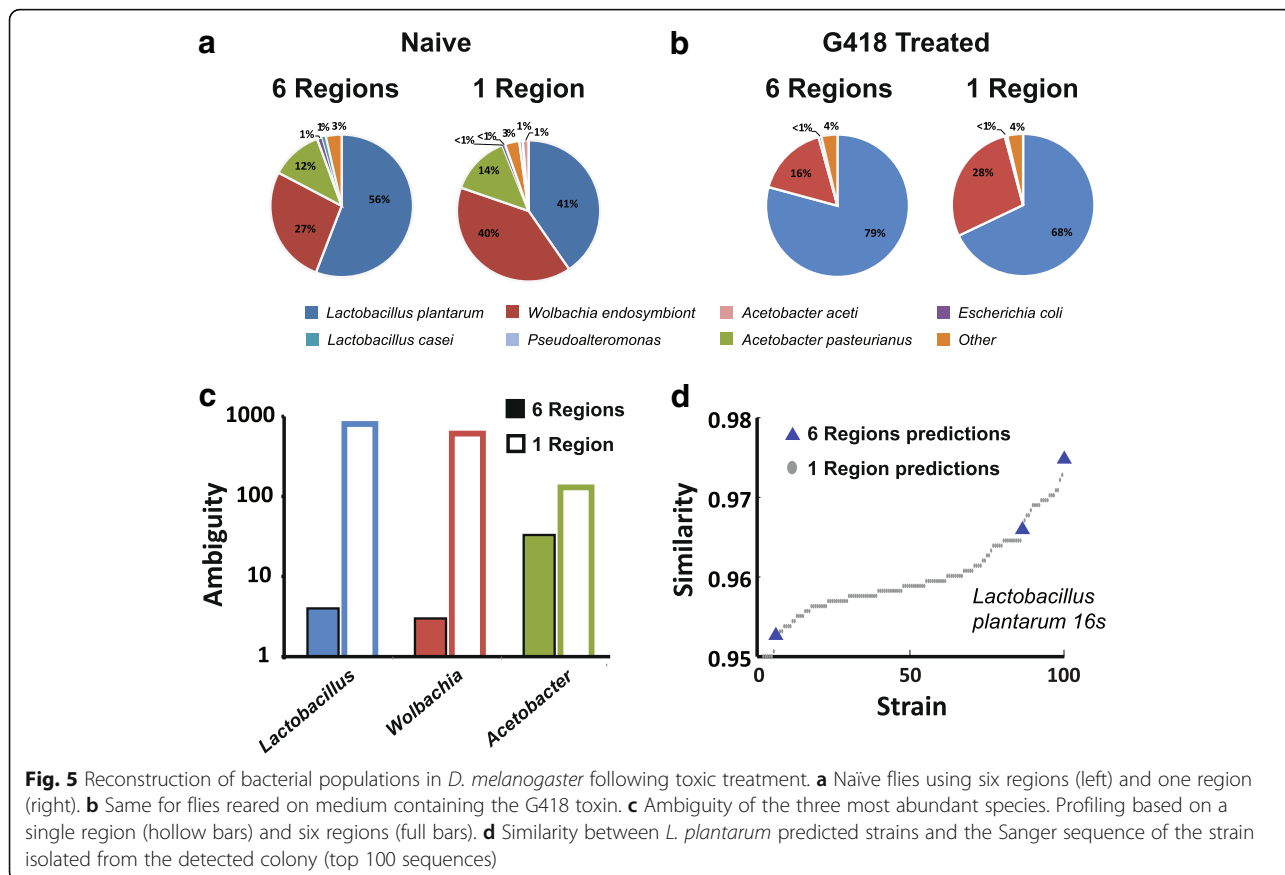 a Naive
b G418 Treated
6 Regions 1 Region
6 Regions 1 Region
1% 1% 3%
12%
56%
27%
<1% <1% 3% 1% 1%
14%
41%
40%
<1% 4%
16%
79%
<1% 4%
28%
68%
Lactobacillus plantarum Wolbachia endosymbiont Acetobacter aceti Escherichia coli
Lactobacillus casei Pseudoalteromonas Acetobacter pasteurianus Other
c
6 Regions
1 Region
Ambiguity
1000
100
10
1
Lactobacillus Wolbachia Acetobacter
d
6 Regions predictions
1 Region predictions
Similarity
0.98
0.97
0.96
0.95
Lactobacillus
plantarum 16s
0 50 100
Strain
Fig. 5 Reconstruction of bacterial populations in D. melanogaster following toxic treatment. a Naïve flies using six regions (left) and one region
(right). b Same for flies reared on medium containing the G418 toxin. c Ambiguity of the three most abundant species. Profiling based on a
single region (hollow bars) and six regions (full bars). d Similarity between L. plantarum predicted strains and the Sanger sequence of the strain
isolated from the detected colony (top 100 sequences)